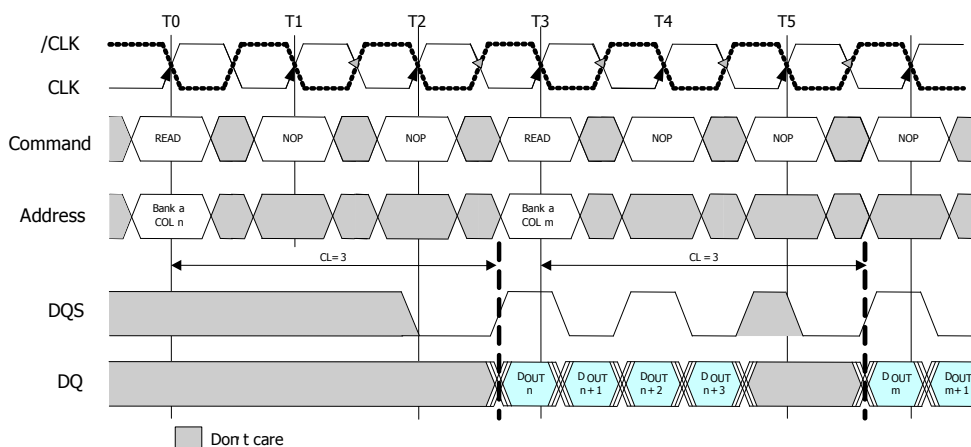 T0 T1 T2 T3 T4 T5
/CLK
CLK
Command READ NOP NOP READ NOP NOP NOP
Address Bank a COL n Bank a COL m
CL= 3 CL = 3
DQS
DQ DOUT n DOUT n + 1 DOUT n + 2 DOUT n + 3 DOUT m DOUT m + 1
Don't care